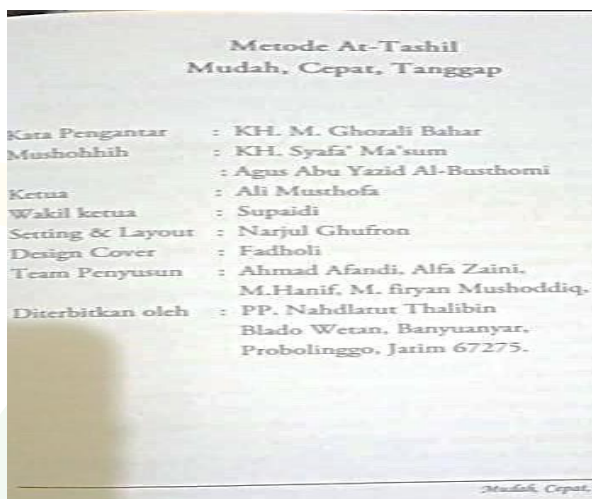 Metode At-Tashil
Mudah, Cepat, Tanggap
Kata Pengantar : KH. M. Ghozali Bahar
Mushohhih : KH. Syafa' Ma'sum
: Agus Abu Yazid Al-Busthomi
Ketua : Ali Musthofa
Wakil ketua : Supaidi
Setting & Layout : Narjul Ghufron
Design Cover : Fadholi
Team Penyusun : Ahmad Afandi, Alfa Zaini,
M.Hanif, M. firyan Mushoddiq,
Diterbitkan oleh : PP. Nahdlatut Thalibin
Blado Wetan, Banyuanyar,
Probolinggo, Jatim 67275.
Mudah, Cepat,